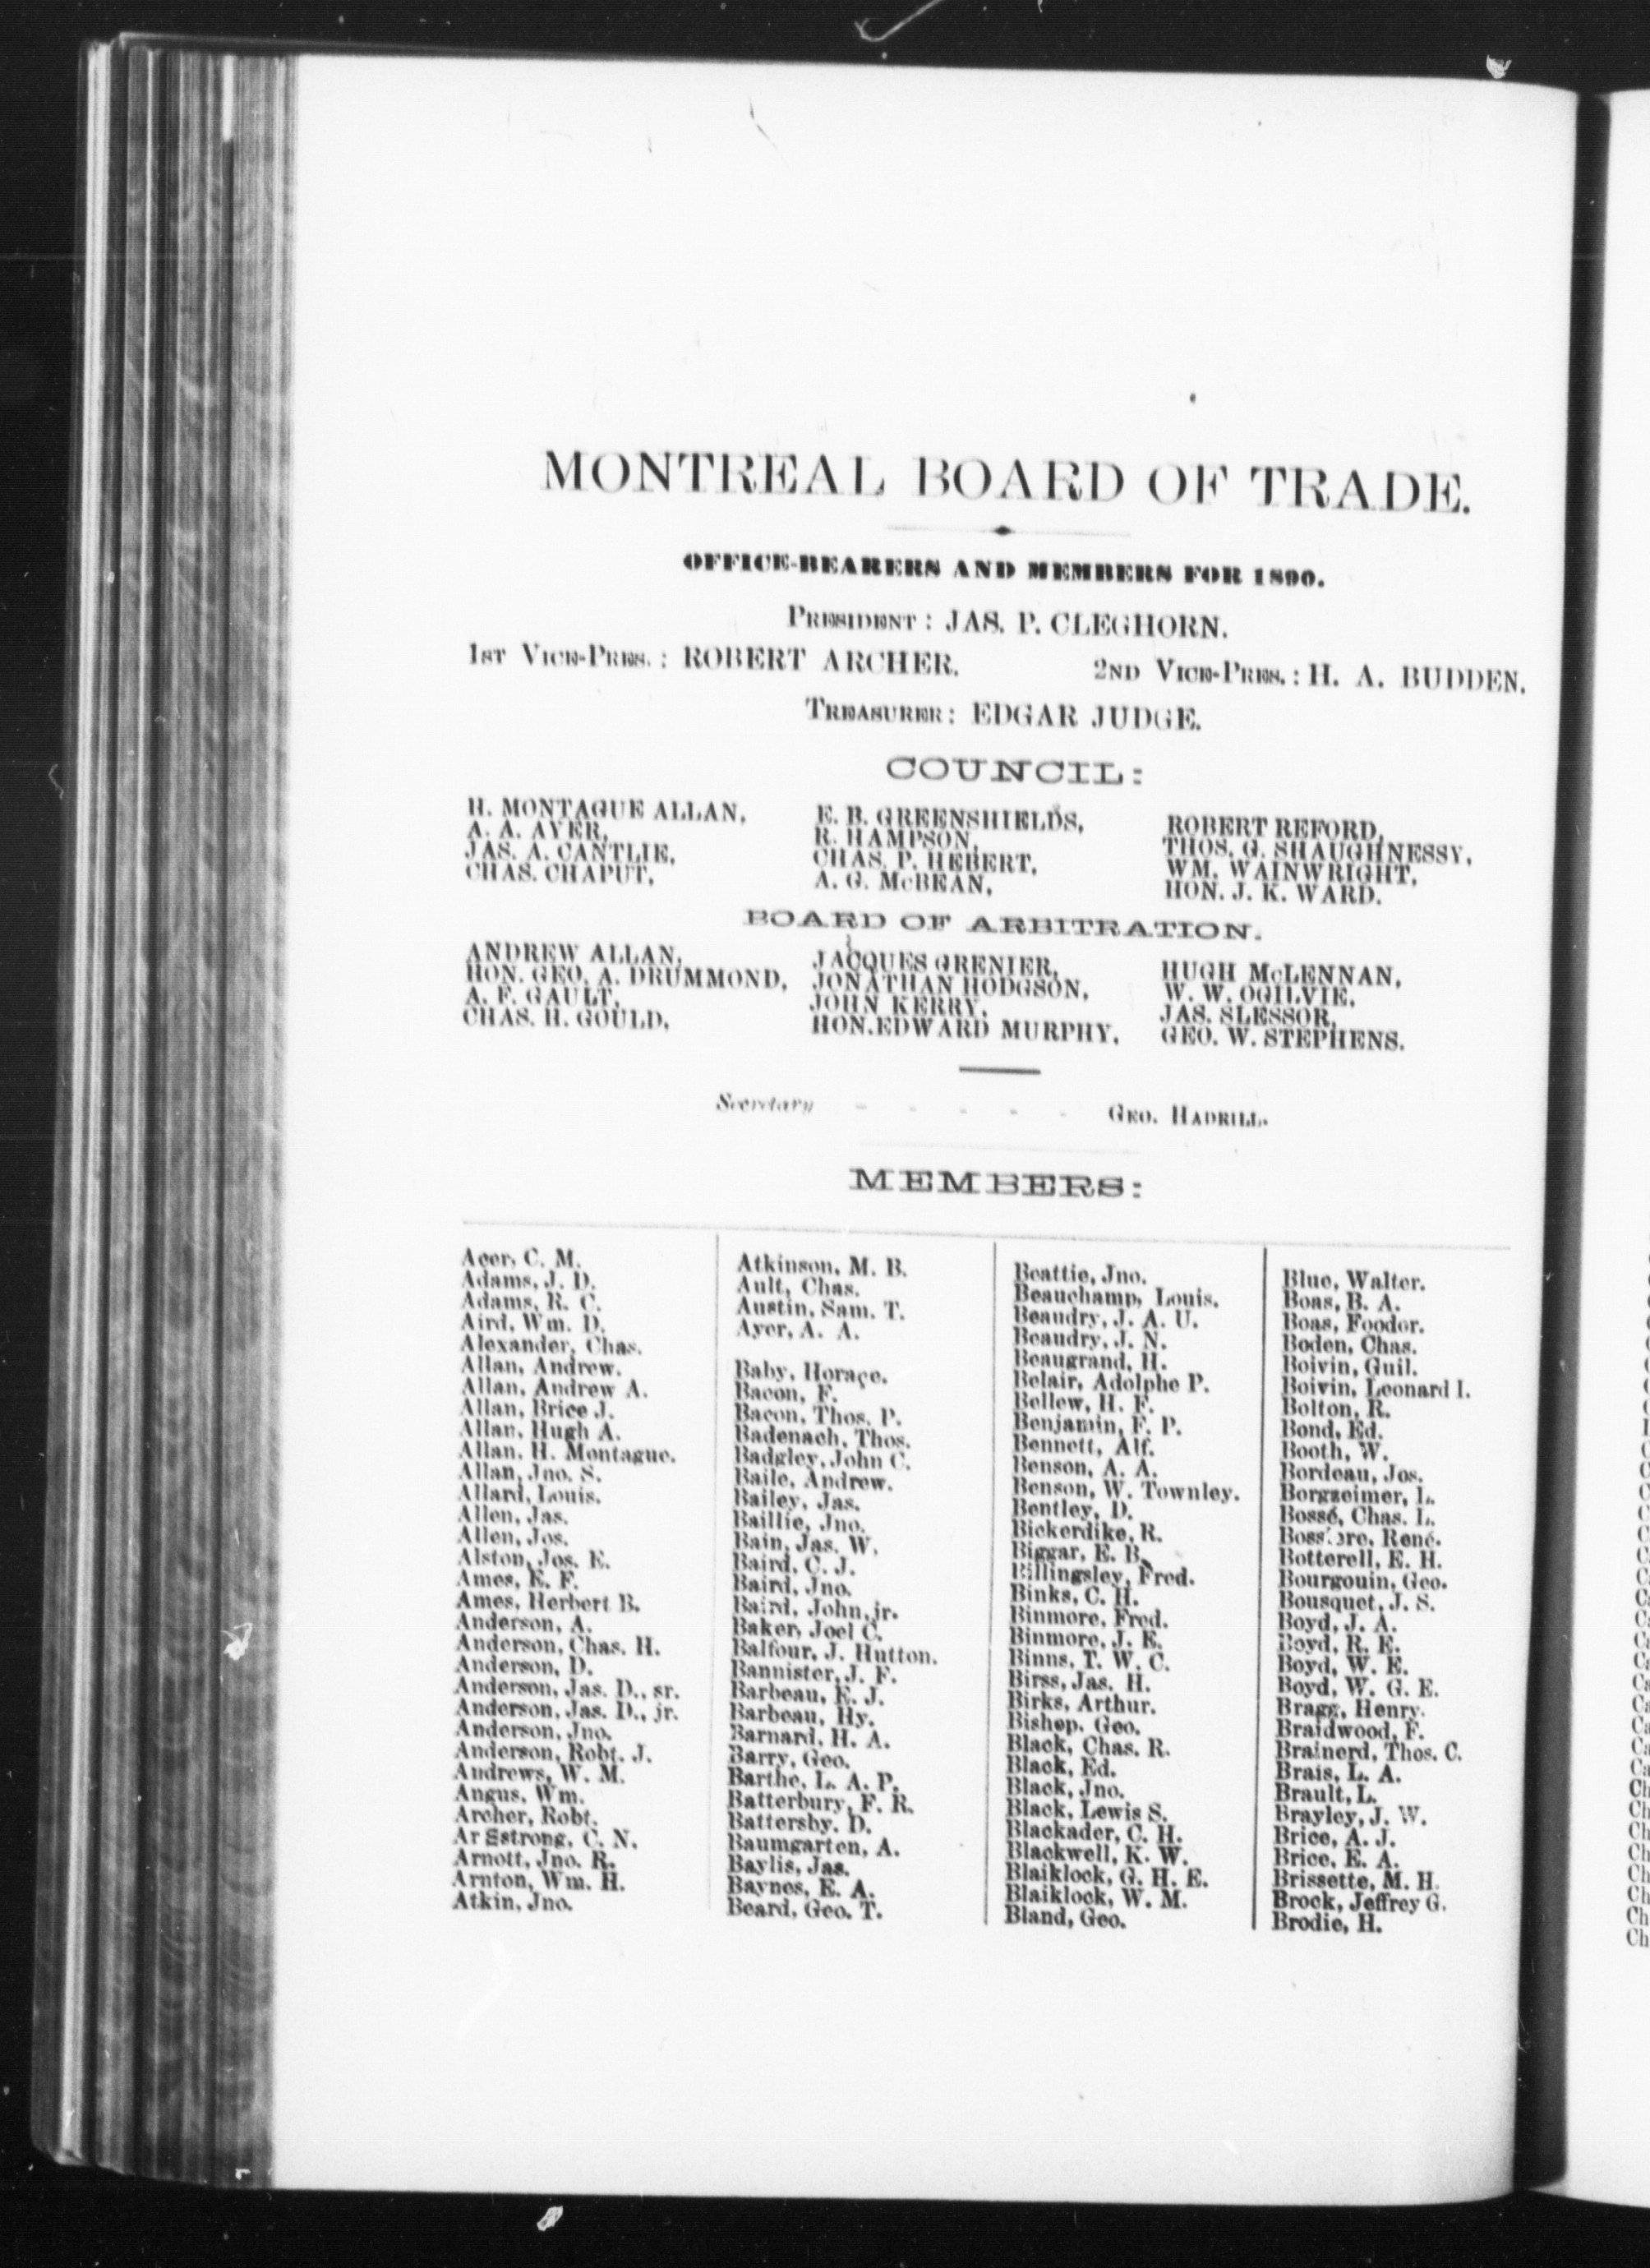 MONTREAL BOARD OF TRADE.
OFFICE-BEARERS AND MEMBERS FOR 1890.
PRESIDENT: JAS. P. CLEGHORN.
1ST VICE-PRES.: ROBERT ARCHER. 2ND VICE-PRES.: H. A. BUDDEN.
TREASURER: EDGAR JUDGE.
COUNCIL:
H. MONTAGUE ALLAN,
A. A. AYER,
JAS. A. CANTLIE,
CHAS. CHAPUT,
E. B. GREENSHIELDS,
R. HAMPSON,
CHAS. P. HEBERT,
A. G. McBEAN,
ROBERT REFORD,
THOS. G. SHAUGHNESSY,
WM. WAINWRIGHT,
HON. J. K. WARD.
BOARD OF ARBITRATION.
ANDREW ALLAN,
HON. GEO. A. DRUMMOND,
A. F. GAULT,
CHAS. H. GOULD,
JACQUES GRENIER,
JONATHAN HODGSON,
JOHN KERRY,
HON. EDWARD MURPHY,
HUGH McLENNAN,
W. W. OGILVIE,
JAS. SLESSOR,
GEO. W. STEPHENS.
Secretary - - - - - GEO. HADRILL.
MEMBERS:
Acer, C. M.
Adams, J. D.
Adams, R. C.
Aird, Wm. D.
Alexander, Chas.
Allan, Andrew.
Allan, Andrew A.
Allan, Brice J.
Allan, Hugh A.
Allan, H. Montague.
Allan, Jno. S.
Allard, Louis.
Allen, Jas.
Allen, Jos.
Alston, Jos. E.
Ames, E. F.
Ames, Herbert B.
Anderson, A.
Anderson, Chas. H.
Anderson, D.
Anderson, Jas. D., sr.
Anderson, Jas. D., jr.
Anderson, Jno.
Anderson, Robt. J.
Andrews, W. M.
Angus, Wm.
Archer, Robt.
Ar strong, C. N.
Arnott, Jno. R.
Arnton, Wm. H.
Atkin, Jno.
Atkinson, M. B.
Ault, Chas.
Austin, Sam. T.
Ayer, A. A.
Baby, Horace.
Bacon, F.
Bacon, Thos. P.
Badenach, Thos.
Badgley, John C.
Baile, Andrew.
Bailey, Jas.
Baillie, Jno.
Bain, Jas. W.
Baird, C. J.
Baird, Jno.
Baird, John, jr.
Baker, Joel C.
Balfour, J. Hutton.
Bannister, J. F.
Barbeau, E. J.
Barbeau, Hy.
Barnard, H. A.
Barry, Geo.
Barthe, L. A. P.
Batterbury, F. R.
Battersby. D.
Baumgarten, A.
Baylis, Jas.
Baynes, E. A.
Beard, Geo. T.
Beattie, Jno.
Beauchamp, Louis.
Beaudry, J. A. U.
Beaudry, J. N.
Beaugrand, H.
Belair, Adolphe P.
Bellew, H. F.
Benjamin, F. P.
Bennett, Alf.
Benson, A. A.
Benson, W. Townley.
Bentley, D.
Bickerdike, R.
Biggar, E. B.
Billingsley, Fred.
Binks, C. H.
Binmore, Fred.
Binmore, J. E.
Binns, T. W. C.
Birss, Jas. H.
Birks, Arthur.
Bishop, Geo.
Black, Chas. R.
Black, Ed.
Black, Jno.
Black, Lewis S.
Blackader, C. H.
Blackwell, K. W.
Blaiklock, G. H. E.
Blaiklock, W. M.
Bland, Geo.
Blue, Walter.
Boas, B. A.
Boas, Feodor.
Boden, Chas.
Boivin, Guil.
Boivin, Leonard I.
Bolton, R.
Bond, Ed.
Booth, W.
Bordeau, Jos.
Borgzeimer, L.
Bossé, Chas. L.
René.
Botterell, E. H.
Bourgouin, Geo.
Bousquet, J. S.
Boyd, J. A.
Boyd, R. E.
Boyd, W. E.
Boyd, W. G. E.
Bragg, Henry.
Braidwood, F.
Brainerd, Thos. C.
Brais, L. A.
Brault, L.
Brayley, J. W.
Brice, A. J.
Brice, E. A.
Brissette, M. H.
Brock, Jeffrey G.
Brodie, H.